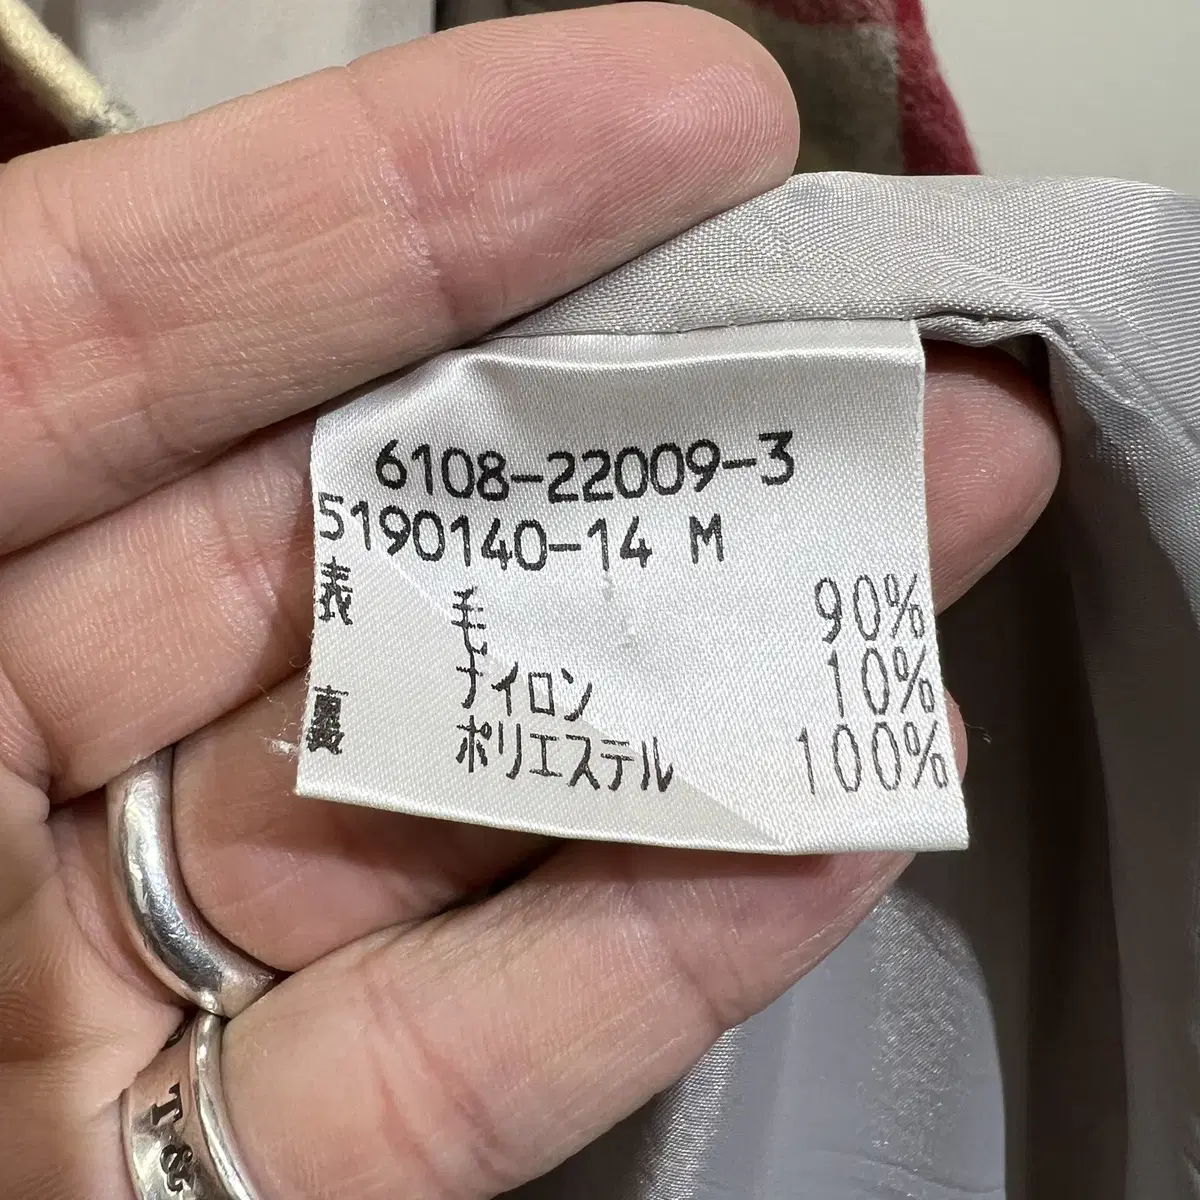 6108-22009-3
5190140-14 M
表 毛 90%
ナイロン 10%
裏 ポリエステル 100%
T&